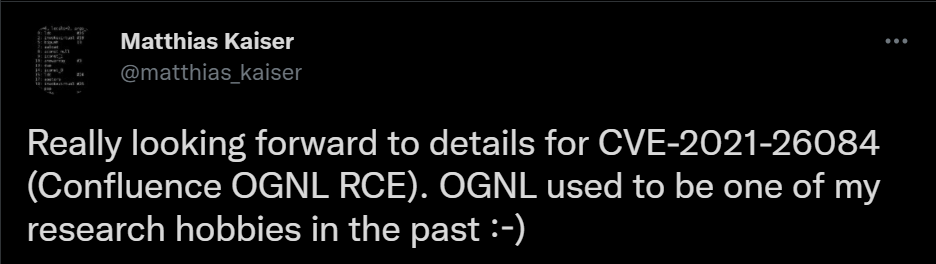 Matthias Kaiser
@matthias_kaiser
Really looking forward to details for CVE-2021-26084
(Confluence OGNL RCE). OGNL used to be one of my
research hobbies in the past :-)